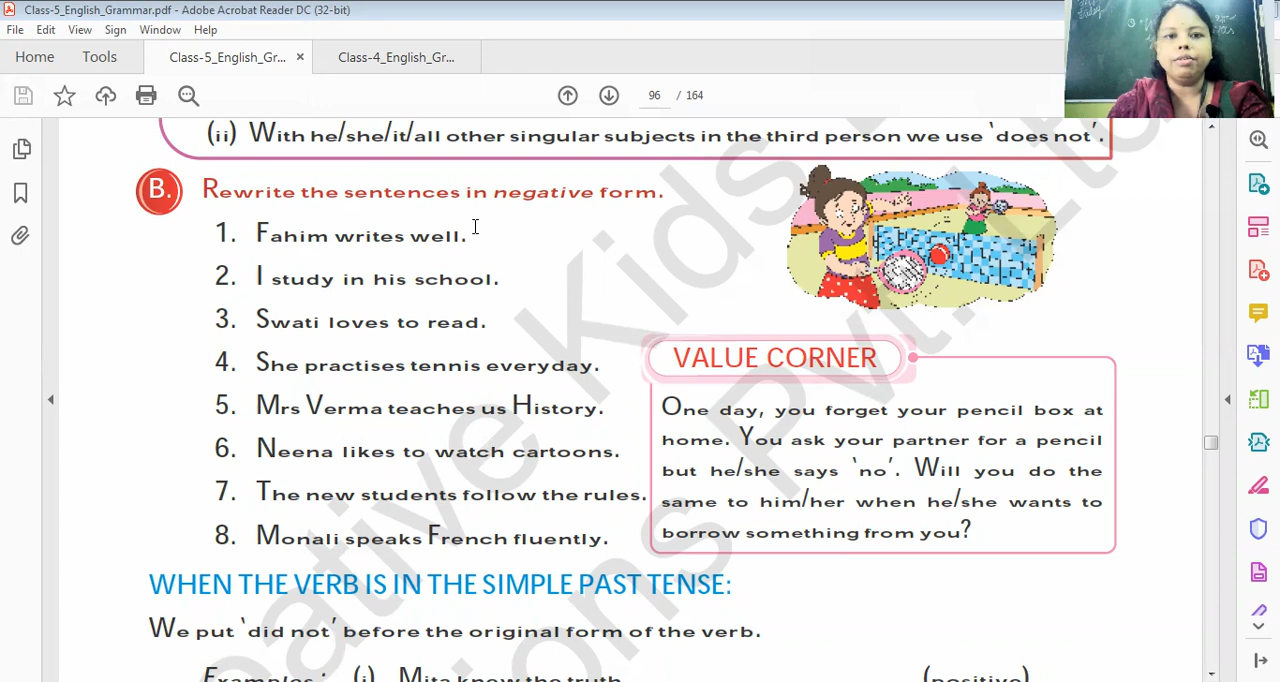 Class-5_English_Grammar.pdf - Adobe Acrobat Reader DC (32-bit)
File Edit View Sign Window Help
Home Tools Class-5_English_Gr... × Class-4_English_Gr...
96 / 164
(ii) With he/she/it/all other singular subjects in the third person we use 'does not'.
B. Rewrite the sentences in negative form.
1. Fahim writes well.
2. I study in his school.
3. Swati loves to read.
4. She practises tennis everyday.
5. Mrs Verma teaches us History.
6. Neena likes to watch cartoons.
7. The new students follow the rules.
8. Monali speaks French fluently.
VALUE CORNER
One day, you forget your pencil box at
home. You ask your partner for a pencil
but he/she says 'no'. Will you do the
same to him/her when he/she wants to
borrow something from you?
WHEN THE VERB IS IN THE SIMPLE PAST TENSE:
We put 'did not' before the original form of the verb.
Examples : (i) Mita knew the truth (positive)